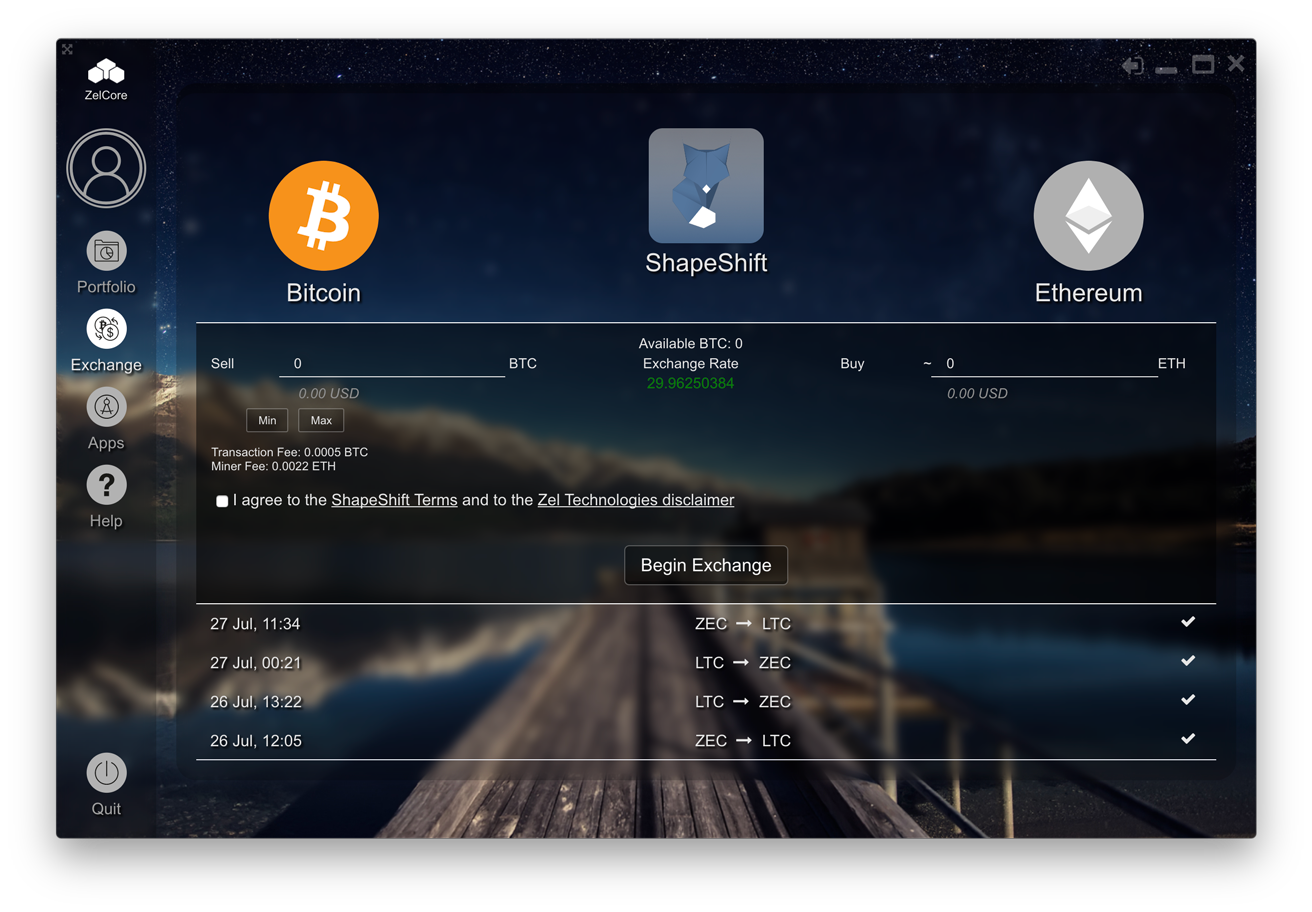 ZelCore
Portfolio
Exchange
Apps
Help
Quit
Bitcoin
ShapeShift
Ethereum
Available BTC: 0
Sell 0 BTC
Exchange Rate
Buy ~ 0 ETH
29.96250384
0.00 USD
0.00 USD
Min Max
Transaction Fee: 0.0005 BTC
Miner Fee: 0.0022 ETH
I agree to the ShapeShift Terms and to the Zel Technologies disclaimer
Begin Exchange
27 Jul, 11:34 ZEC → LTC ✔
27 Jul, 00:21 LTC → ZEC ✔
26 Jul, 13:22 LTC → ZEC ✔
26 Jul, 12:05 ZEC → LTC ✔